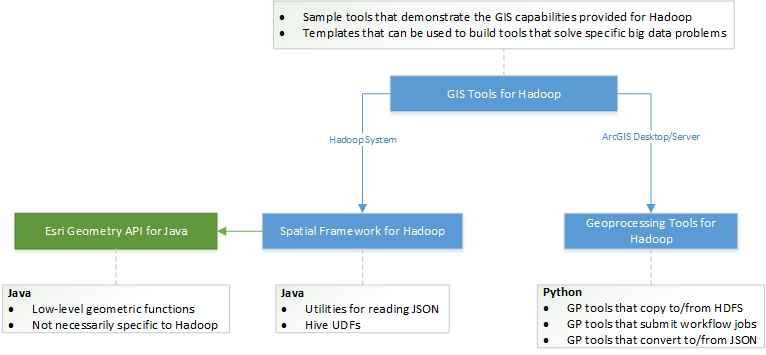 • Sample tools that demonstrate the GIS capabilities provided for Hadoop
• Templates that can be used to build tools that solve specific big data problems
GIS Tools for Hadoop
Hadoop System
ArcGIS Desktop/Server
Esri Geometry API for Java
Spatial Framework for Hadoop
Geoprocessing Tools for
Hadoop
Java
• Low-level geometric functions
• Not necessarily specific to Hadoop
Java
• Utilities for reading JSON
• Hive UDFs
Python
• GP tools that copy to/from HDFS
• GP tools that submit workflow jobs
• GP tools that convert to/from JSON